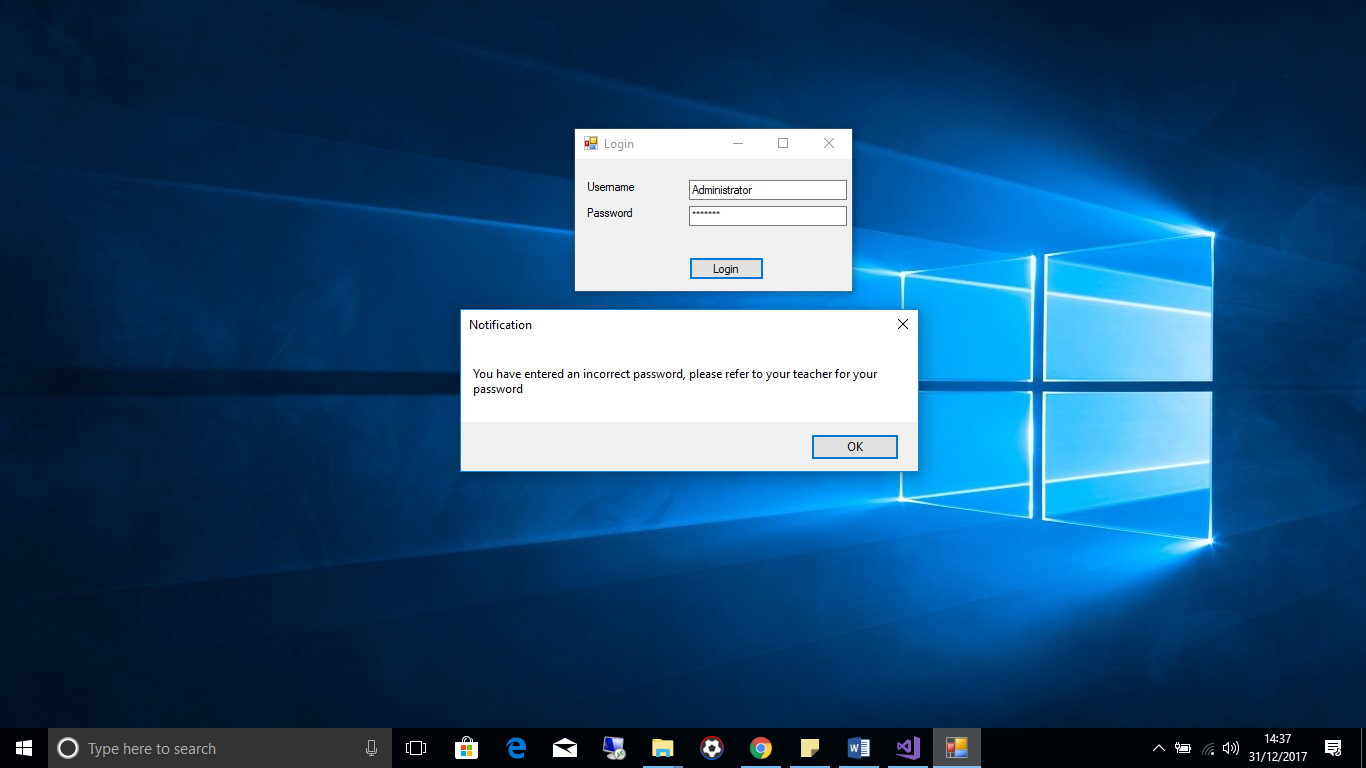 Login
Username
Administrator
Password
*******
Login
Notification
You have entered an incorrect password, please refer to your teacher for your
password
OK
Type here to search
14:37
31/12/2017